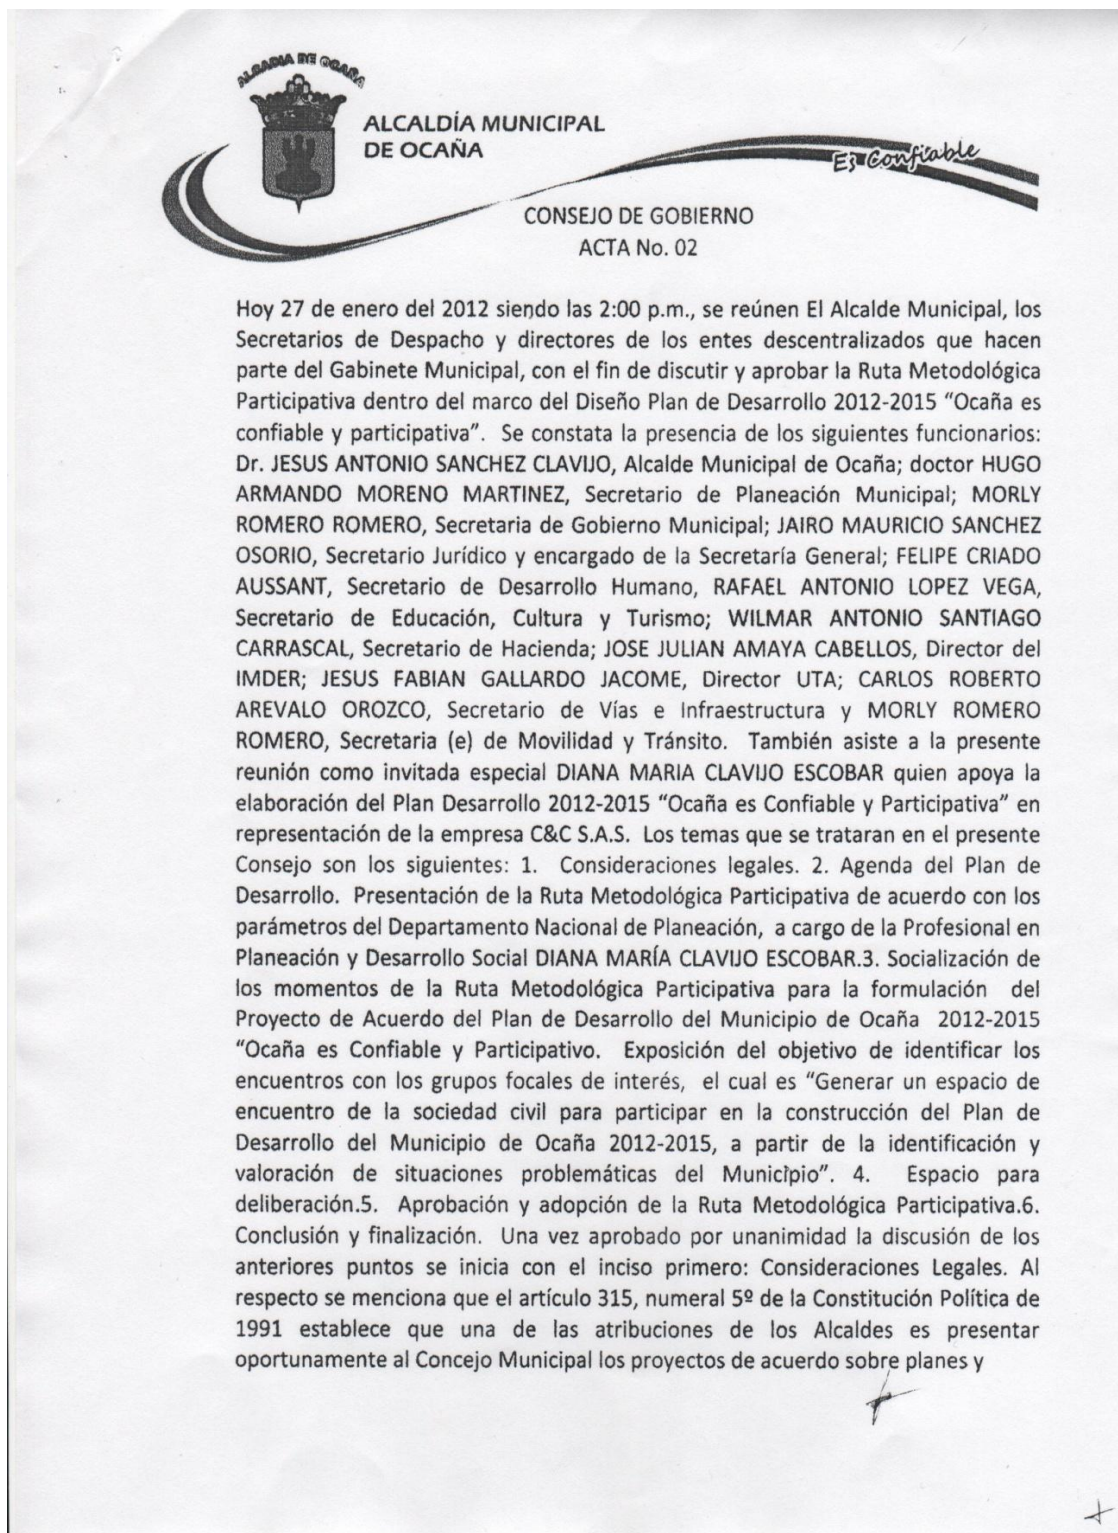 ALCALDIA DE OCAÑA
ALCALDÍA MUNICIPAL
DE OCAÑA
Es Confiable
CONSEJO DE GOBIERNO
ACTA No. 02
Hoy 27 de enero del 2012 siendo las 2:00 p.m., se reúnen El Alcalde Municipal, los
Secretarios de Despacho y directores de los entes descentralizados que hacen
parte del Gabinete Municipal, con el fin de discutir y aprobar la Ruta Metodológica
Participativa dentro del marco del Diseño Plan de Desarrollo 2012-2015 “Ocaña es
confiable y participativa”.  Se constata la presencia de los siguientes funcionarios:
Dr. JESUS ANTONIO SANCHEZ CLAVIJO, Alcalde Municipal de Ocaña; doctor HUGO
ARMANDO MORENO MARTINEZ, Secretario de Planeación Municipal; MORLY
ROMERO ROMERO, Secretaria de Gobierno Municipal; JAIRO MAURICIO SANCHEZ
OSORIO, Secretario Jurídico y encargado de la Secretaría General; FELIPE CRIADO
AUSSANT, Secretario de Desarrollo Humano, RAFAEL ANTONIO LOPEZ VEGA,
Secretario de Educación, Cultura y Turismo; WILMAR ANTONIO SANTIAGO
CARRASCAL, Secretario de Hacienda; JOSE JULIAN AMAYA CABELLOS, Director del
IMDER; JESUS FABIAN GALLARDO JACOME, Director UTA; CARLOS ROBERTO
AREVALO OROZCO, Secretario de Vías e Infraestructura y MORLY ROMERO
ROMERO, Secretaria (e) de Movilidad y Tránsito.  También asiste a la presente
reunión como invitada especial DIANA MARIA CLAVIJO ESCOBAR quien apoya la
elaboración del Plan Desarrollo 2012-2015 “Ocaña es Confiable y Participativa” en
representación de la empresa C&C S.A.S.  Los temas que se trataran en el presente
Consejo son los siguientes: 1.  Consideraciones legales. 2. Agenda del Plan de
Desarrollo.  Presentación de la Ruta Metodológica Participativa de acuerdo con los
parámetros del Departamento Nacional de Planeación,  a cargo de la Profesional en
Planeación y Desarrollo Social DIANA MARÍA CLAVIJO ESCOBAR.3. Socialización de
los momentos de la Ruta Metodológica Participativa para la formulación  del
Proyecto de Acuerdo del Plan de Desarrollo del Municipio de Ocaña  2012-2015
“Ocaña es Confiable y Participativo.  Exposición del objetivo de identificar los
encuentros con los grupos focales de interés,  el cual es “Generar un espacio de
encuentro de la sociedad civil para participar en la construcción del Plan de
Desarrollo del Municipio de Ocaña 2012-2015, a partir de la identificación y
valoración de situaciones problemáticas del Municipio”. 4.   Espacio para
deliberación.5.  Aprobación y adopción de la Ruta Metodológica Participativa.6.
Conclusión y finalización.  Una vez aprobado por unanimidad la discusión de los
anteriores puntos se inicia con el inciso primero: Consideraciones Legales. Al
respecto se menciona que el artículo 315, numeral 5º de la Constitución Política de
1991 establece que una de las atribuciones de los Alcaldes es presentar
oportunamente al Concejo Municipal los proyectos de acuerdo sobre planes y